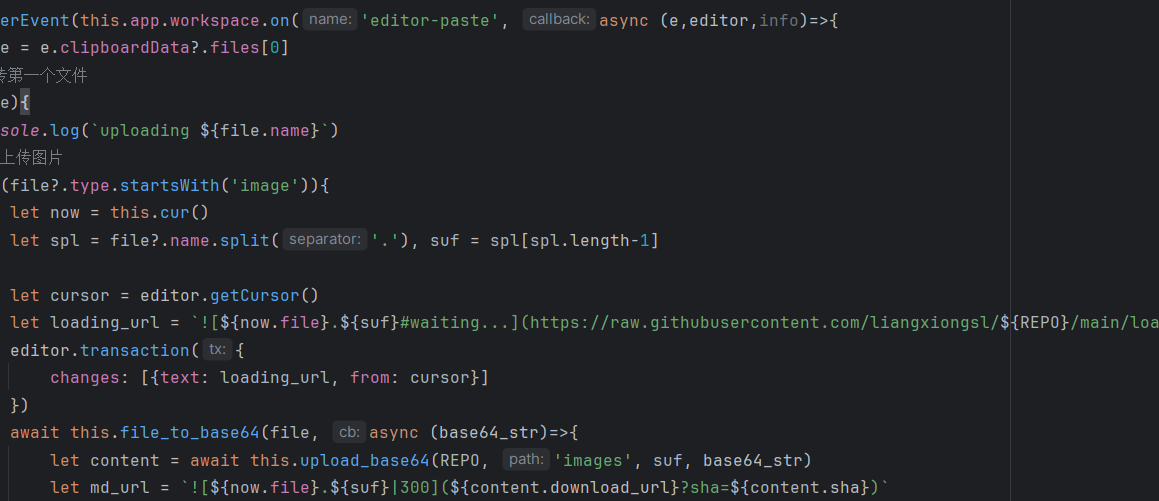 erEvent(this.app.workspace.on( name: 'editor-paste', callback: async (e,editor,info)=>{
e = e.clipboardData?.files[0]
传第一个文件
e){
sole.log(`uploading ${file.name}`)
上传图片
(file?.type.startsWith('image')){
let now = this.cur()
let spl = file?.name.split( separator: '.'), suf = spl[spl.length-1]
let cursor = editor.getCursor()
let loading_url = `![${now.file}.${suf}#waiting...](https://raw.githubusercontent.com/liangxiongsl/${REPO}/main/loa
editor.transaction( tx: {
changes: [{text: loading_url, from: cursor}]
})
await this.file_to_base64(file, cb: async (base64_str)=>{
let content = await this.upload_base64(REPO, path: 'images', suf, base64_str)
let md_url = `![${now.file}.${suf}|300](${content.download_url}?sha=${content.sha})`